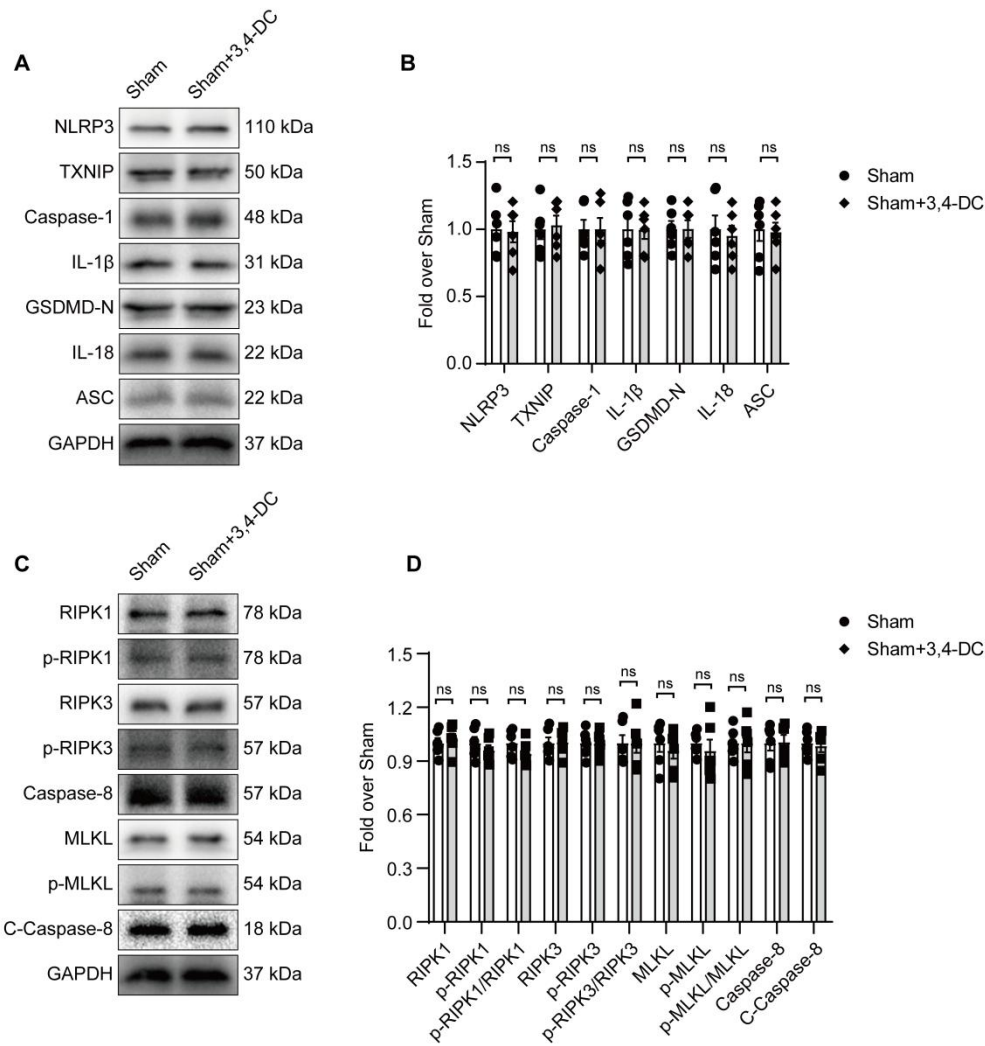 A
Sham
Sham+3,4-DC
NLRP3 110 kDa
TXNIP 50 kDa
Caspase-1 48 kDa
IL-1β 31 kDa
GSDMD-N 23 kDa
IL-18 22 kDa
ASC 22 kDa
GAPDH 37 kDa
B
Sham
Sham+3,4-DC
ns ns ns ns ns ns ns
Fold over Sham
1.5
1.0
0.5
0.0
NLRP3
TXNIP
Caspase-1
IL-1β
GSDMD-N
IL-18
ASC
C
Sham
Sham+3,4-DC
RIPK1 78 kDa
p-RIPK1 78 kDa
RIPK3 57 kDa
p-RIPK3 57 kDa
Caspase-8 57 kDa
MLKL 54 kDa
p-MLKL 54 kDa
C-Caspase-8 18 kDa
GAPDH 37 kDa
D
Sham
Sham+3,4-DC
ns ns ns ns ns ns ns ns ns ns ns
Fold over Sham
1.5
1.2
0.9
0.6
0.3
0.0
RIPK1
p-RIPK1
p-RIPK1/RIPK1
RIPK3
p-RIPK3
p-RIPK3/RIPK3
MLKL
p-MLKL
p-MLKL/MLKL
Caspase-8
C-Caspase-8